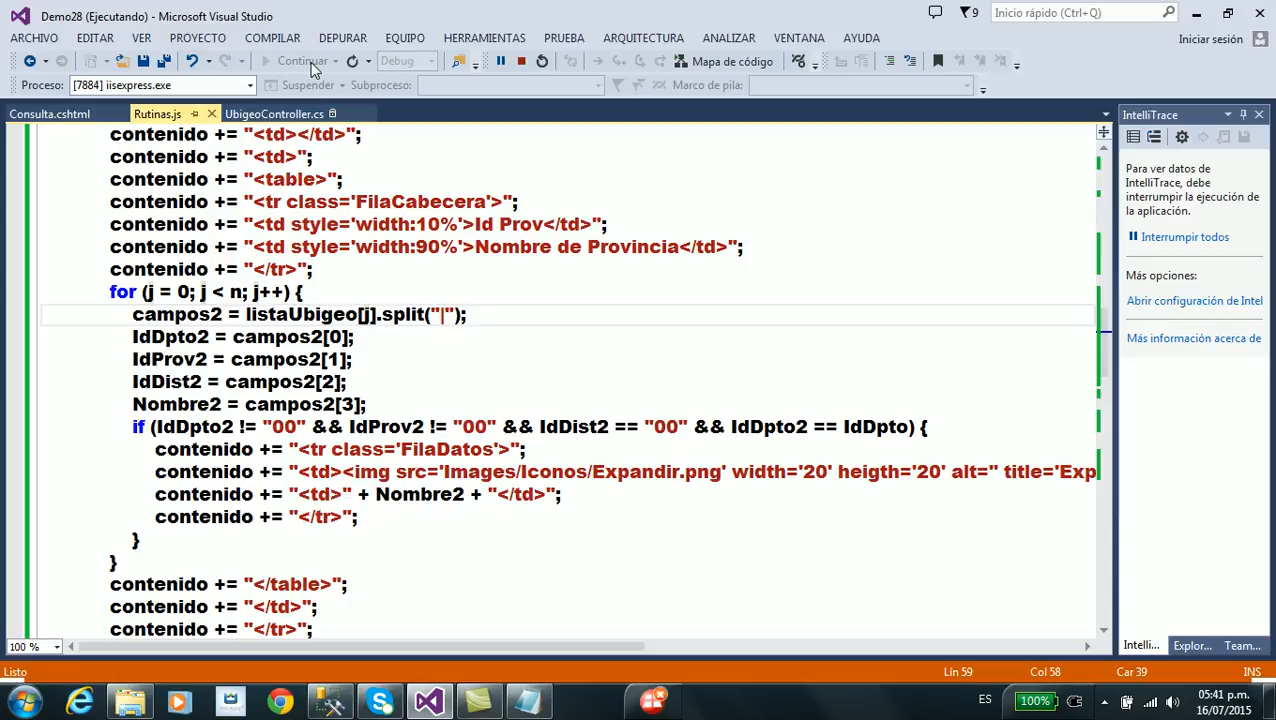 Demo28 (Ejecutando) - Microsoft Visual Studio
9
Inicio rápido (Ctrl+Q)
ARCHIVO EDITAR VER PROYECTO COMPILAR DEPURAR EQUIPO HERRAMIENTAS PRUEBA ARQUITECTURA ANALIZAR VENTANA AYUDA
Iniciar sesión
Continuar Debug Mapa de código
Proceso: [7884] iisexpress.exe Suspender Subproceso: Marco de pila:
Consulta.cshtml Rutinas.js UbigeoController.cs
contenido += "<td></td>";
contenido += "<td>";
contenido += "<table>";
contenido += "<tr class='FilaCabecera'>";
contenido += "<td style='width:10%'>Id Prov</td>";
contenido += "<td style='width:90%'>Nombre de Provincia</td>";
contenido += "</tr>";
for (j = 0; j < n; j++) {
campos2 = listaUbigeo[j].split("|");
IdDpto2 = campos2[0];
IdProv2 = campos2[1];
IdDist2 = campos2[2];
Nombre2 = campos2[3];
if (IdDpto2 != "00" && IdProv2 != "00" && IdDist2 == "00" && IdDpto2 == IdDpto) {
contenido += "<tr class='FilaDatos'>";
contenido += "<td><img src='Images/Iconos/Expandir.png' width='20' heigth='20' alt='' title='Exp
contenido += "<td>" + Nombre2 + "</td>";
contenido += "</tr>";
}
}
contenido += "</table>";
contenido += "</td>";
contenido += "</tr>";
100 %
IntelliTrace
Para ver datos de
IntelliTrace, debe
interrumpir la ejecución de
la aplicación.
Interrumpir todos
Más opciones:
Abrir configuración de Intel
Más información acerca de
Intelli... Explor... Team...
Listo Lín 59 Col 58 Car 39 INS
ES 100% 05:41 p.m.
16/07/2015